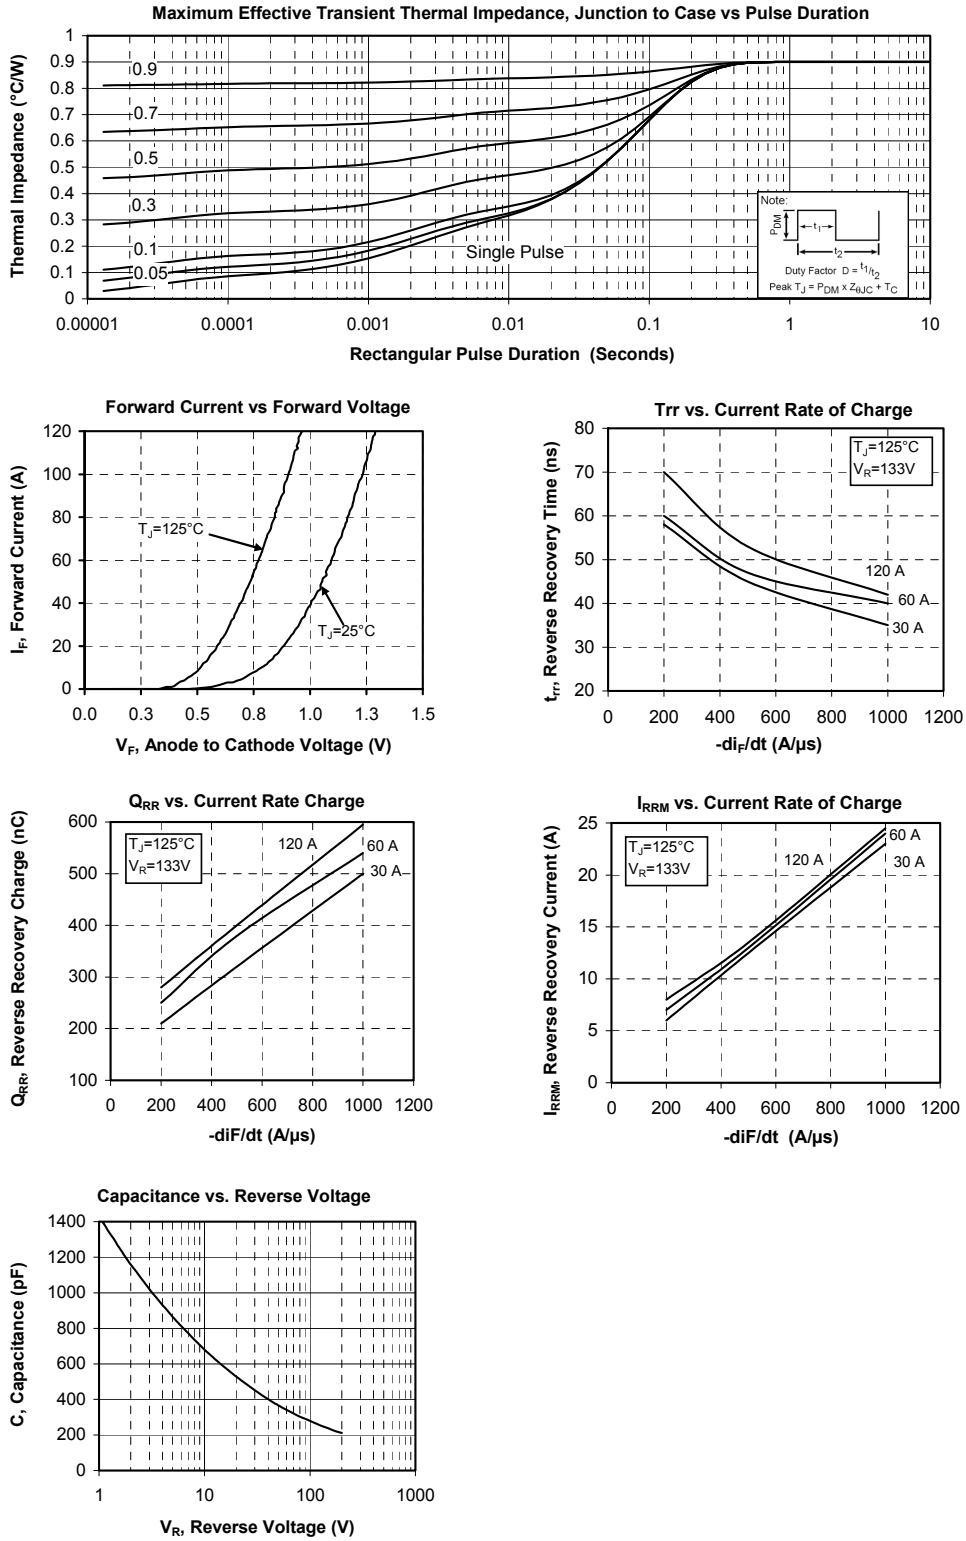 Maximum Effective Transient Thermal Impedance, Junction to Case vs Pulse Duration
Thermal Impedance (°C/W)
1
0.9
0.8
0.7
0.6
0.5
0.4
0.3
0.2
0.1
0
0.9
0.7
0.5
0.3
0.1
0.05
Single Pulse
Note:
PDM
t1
t2
Duty Factor D = t1/t2
Peak TJ = PDM x ZθJC + TC
0.00001 0.0001 0.001 0.01 0.1 1 10
Rectangular Pulse Duration (Seconds)
Forward Current vs Forward Voltage
IF, Forward Current (A)
120
100
80
60
40
20
0
TJ=125°C
TJ=25°C
0.0 0.3 0.5 0.8 1.0 1.3 1.5
VF, Anode to Cathode Voltage (V)
Trr vs. Current Rate of Charge
trr, Reverse Recovery Time (ns)
80
70
60
50
40
30
20
TJ=125°C
VR=133V
120 A
60 A
30 A
0 200 400 600 800 1000 1200
-diF/dt (A/µs)
QRR vs. Current Rate Charge
QRR, Reverse Recovery Charge (nC)
600
500
400
300
200
100
TJ=125°C
VR=133V
120 A
60 A
30 A
0 200 400 600 800 1000 1200
-diF/dt (A/µs)
IRRM vs. Current Rate of Charge
IRRM, Reverse Recovery Current (A)
25
20
15
10
5
0
TJ=125°C
VR=133V
120 A
60 A
30 A
0 200 400 600 800 1000 1200
-diF/dt (A/µs)
Capacitance vs. Reverse Voltage
C, Capacitance (pF)
1400
1200
1000
800
600
400
200
0
1 10 100 1000
VR, Reverse Voltage (V)